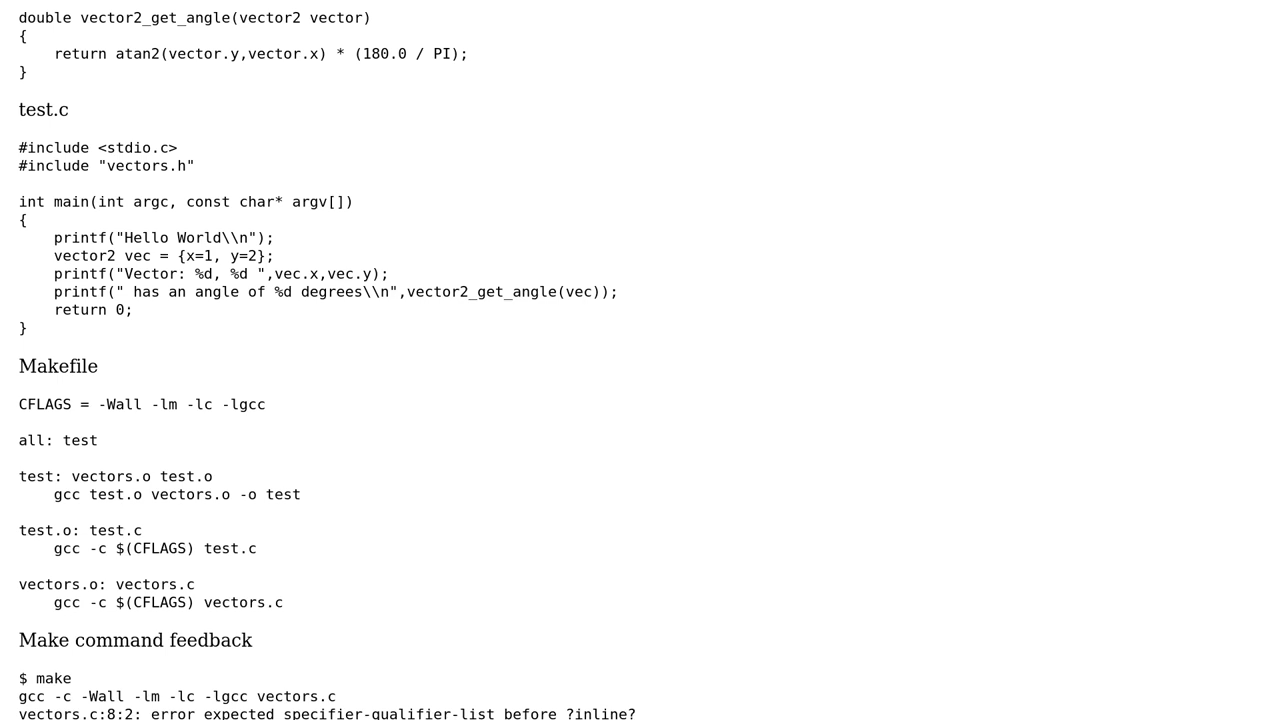 double vector2_get_angle(vector2 vector)
{
    return atan2(vector.y,vector.x) * (180.0 / PI);
}
test.c
#include <stdio.c>
#include "vectors.h"
int main(int argc, const char* argv[])
{
    printf("Hello World\\n");
    vector2 vec = {x=1, y=2};
    printf("Vector: %d, %d ",vec.x,vec.y);
    printf(" has an angle of %d degrees\\n",vector2_get_angle(vec));
    return 0;
}
Makefile
CFLAGS = -Wall -lm -lc -lgcc
all: test
test: vectors.o test.o
    gcc test.o vectors.o -o test
test.o: test.c
    gcc -c $(CFLAGS) test.c
vectors.o: vectors.c
    gcc -c $(CFLAGS) vectors.c
Make command feedback
$ make
gcc -c -Wall -lm -lc -lgcc vectors.c
vectors.c:8:2: error expected specifier-qualifier-list before ?inline?